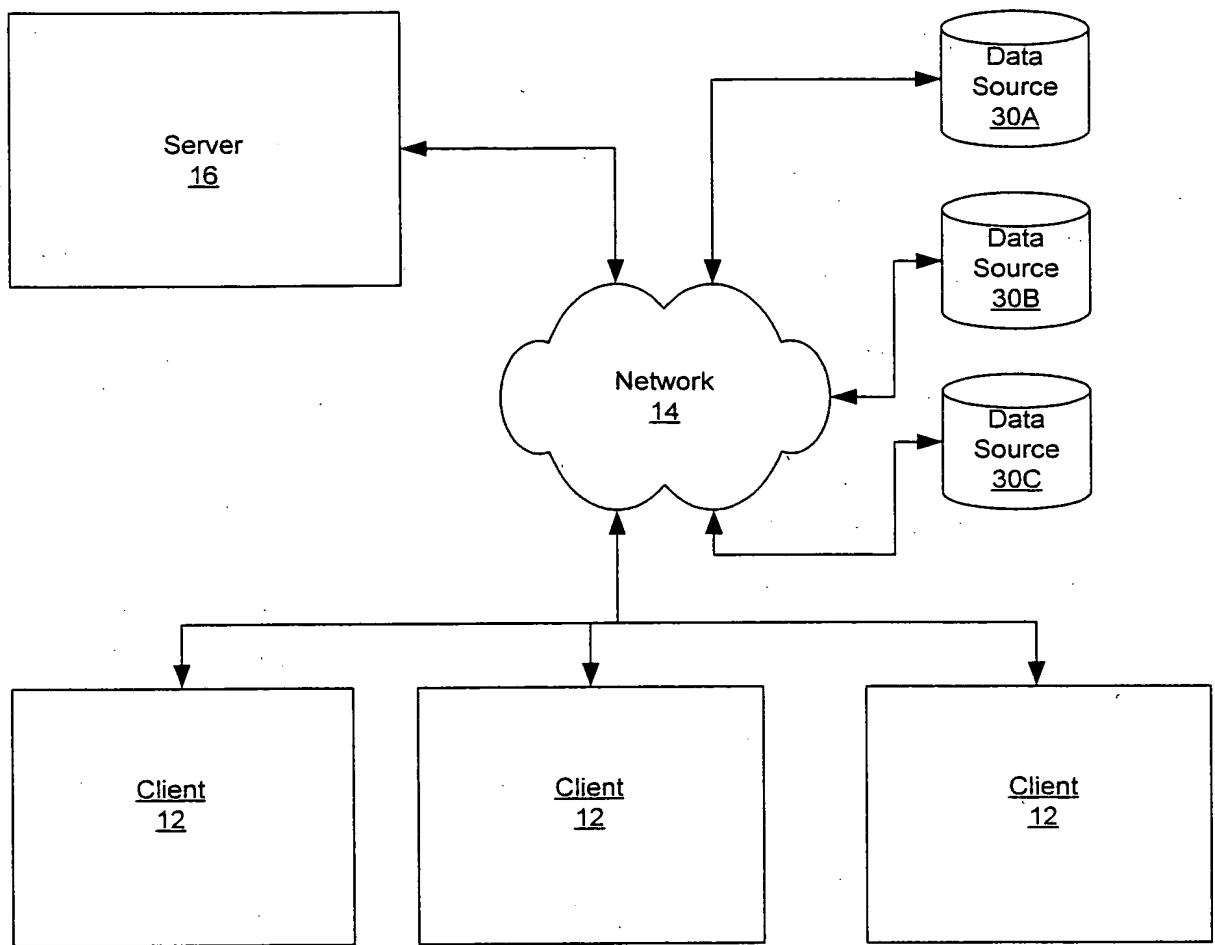 Server
16
Data
Source
30A
Data
Source
30B
Data
Source
30C
Network
14
Client
12
Client
12
Client
12